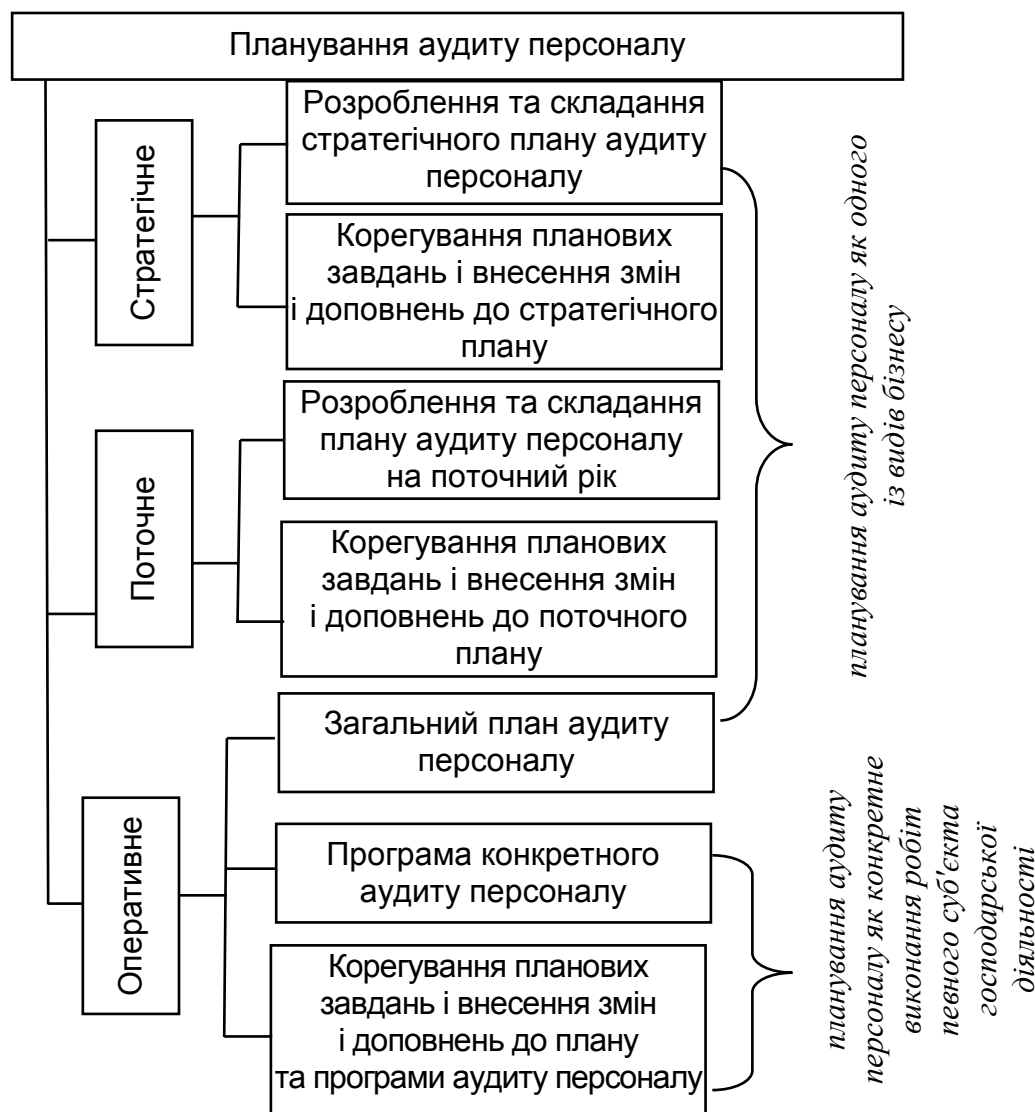 Планування аудиту персоналу
Стратегічне
Розроблення та складання
стратегічного плану аудиту
персоналу
Корегування планових
завдань і внесення змін
і доповнень до стратегічного
плану
Поточне
Розроблення та складання
плану аудиту персоналу
на поточний рік
Корегування планових
завдань і внесення змін
і доповнень до поточного
плану
Оперативне
Загальний план аудиту
персоналу
Програма конкретного
аудиту персоналу
Корегування планових
завдань і внесення змін
і доповнень до плану
та програми аудиту персоналу
планування аудиту персоналу як одного
із видів бізнесу
планування аудиту
персоналу як конкретне
виконання робіт
певного суб'єкта
господарської
діяльності